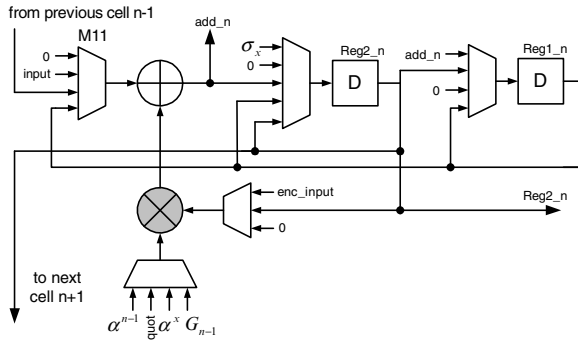 from previous cell n-1
M11
add_n
σx
Reg2_n
Reg1_n
0
input
0
D
add_n
0
D
enc_input
0
Reg2_n
to next
cell n+1
αn−1 quot αx Gn−1